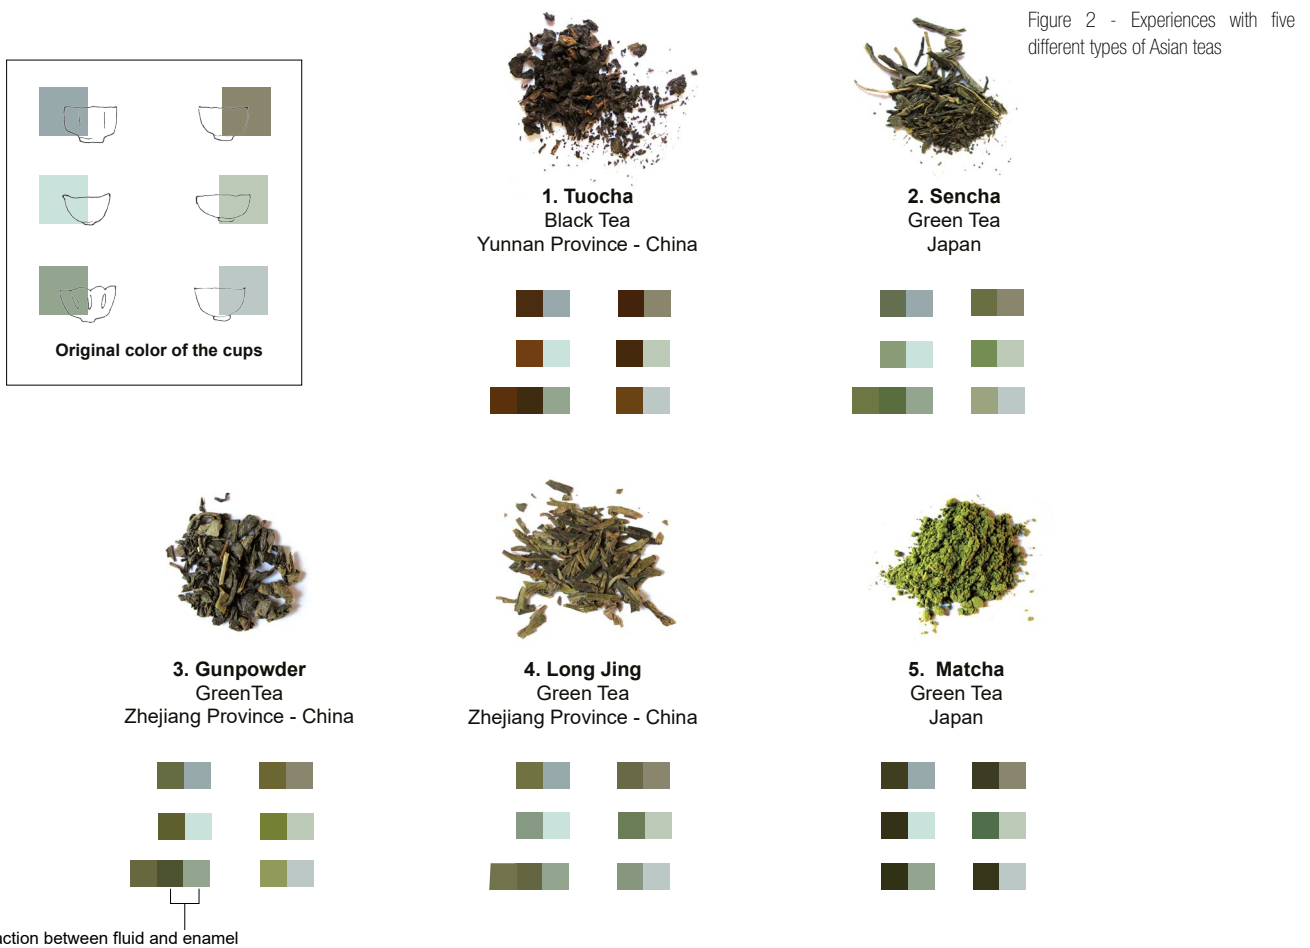 Figure 2 - Experiences with five
different types of Asian teas
Original color of the cups
1. Tuocha
Black Tea
Yunnan Province - China
2. Sencha
Green Tea
Japan
3. Gunpowder
GreenTea
Zhejiang Province - China
4. Long Jing
Green Tea
Zhejiang Province - China
5. Matcha
Green Tea
Japan
between fluid and enamel